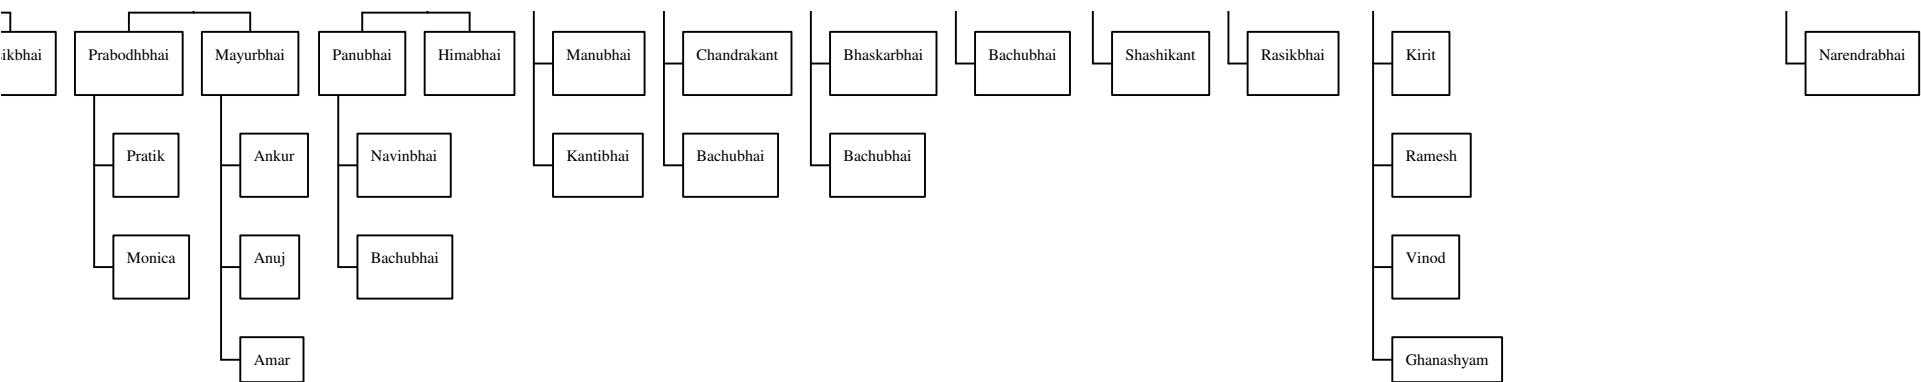 ikbhai
Prabodhbhai
Mayurbhai
Panubhai
Himabhai
Manubhai
Chandrakant
Bhaskarbhai
Bachubhai
Shashikant
Rasikbhai
Kirit
Narendrabhai
Pratik
Ankur
Navinbhai
Kantibhai
Bachubhai
Bachubhai
Ramesh
Monica
Anuj
Bachubhai
Vinod
Amar
Ghanashyam